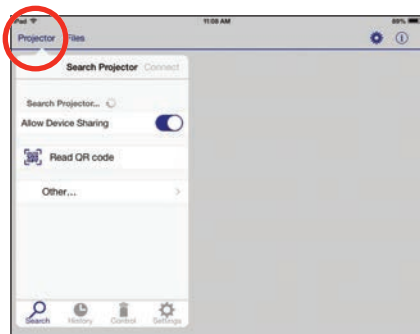 iPad 11:08 AM 89%
Projector Files
Search Projector Connect
Search Projector...
Allow Device Sharing
Read QR code
Other...
Search History Control Settings